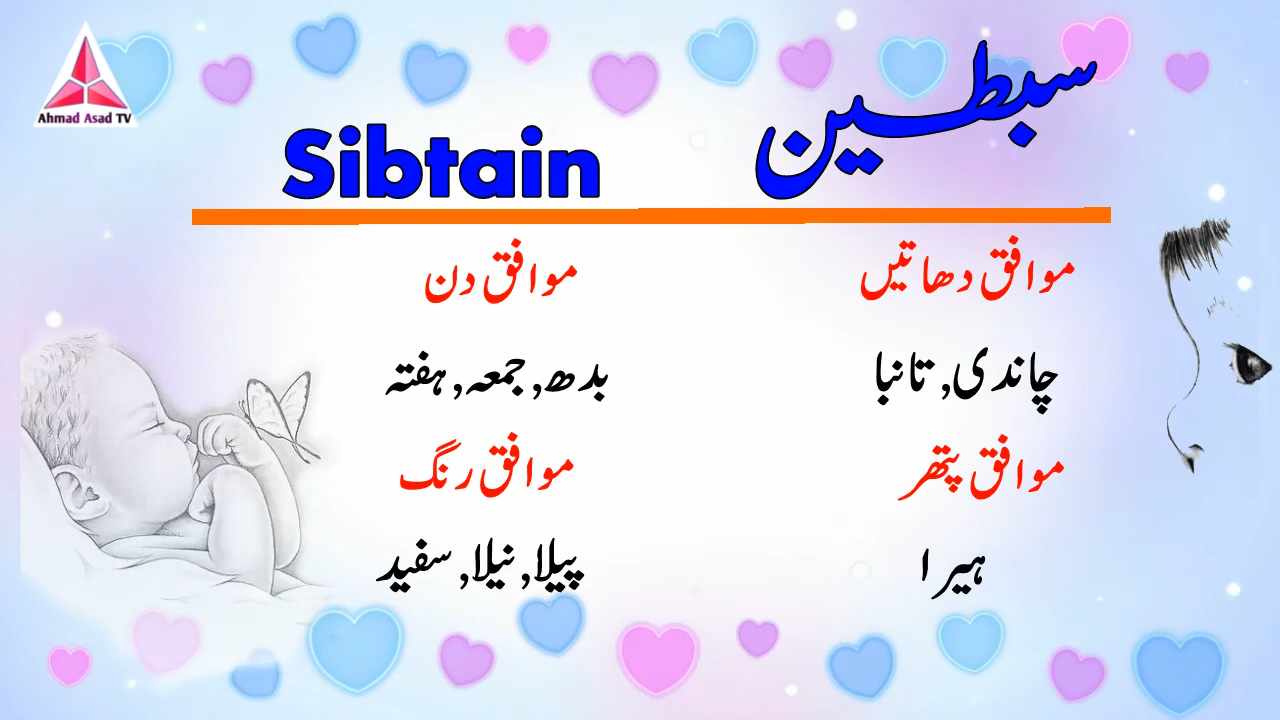 Ahmad Asad TV
سبطین
Sibtain
موافق دھاتیں
موافق دن
چاندی, تانبا
بدھ, جمعہ, ہفتہ
موافق پتھر
موافق رنگ
ہیرا
پیلا, نیلا, سفید